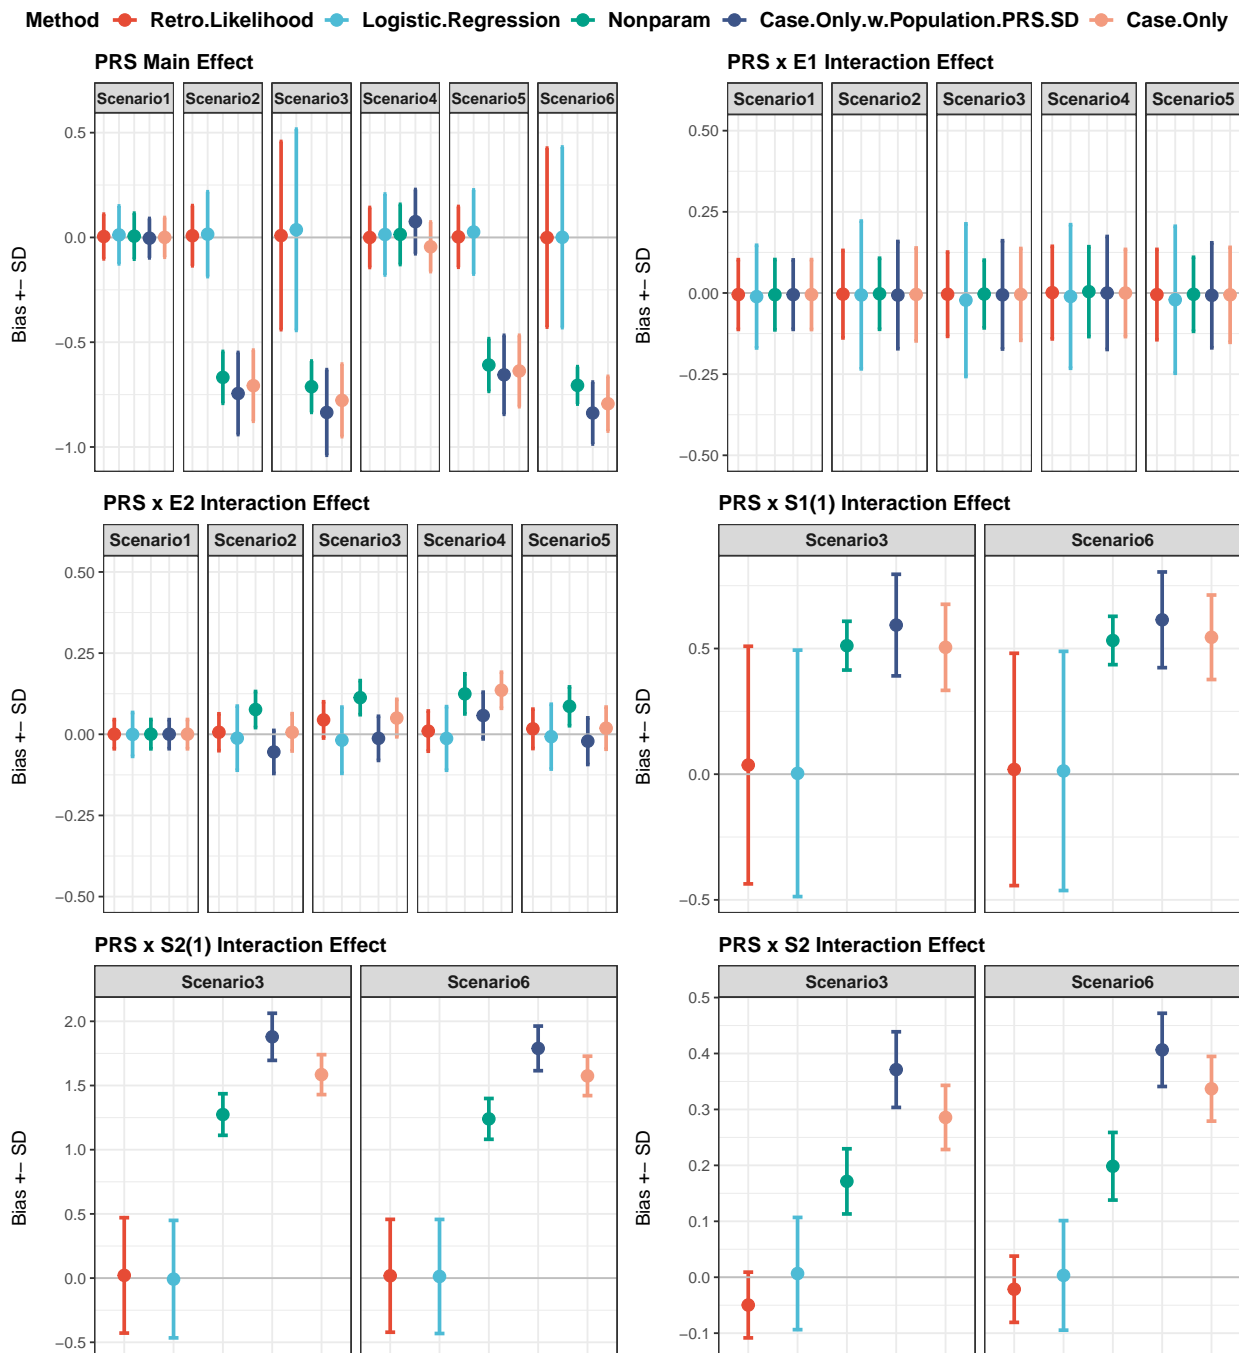 Method Retro.Likelihood Logistic.Regression Nonparam Case.Only.w.Population.PRS.SD Case.Only
PRS Main Effect
Scenario1 Scenario2 Scenario3 Scenario4 Scenario5 Scenario6
0.5
0.0
−0.5
−1.0
Bias +− SD
PRS x E1 Interaction Effect
Scenario1 Scenario2 Scenario3 Scenario4 Scenario5
0.50
0.25
0.00
−0.25
−0.50
Bias +− SD
PRS x E2 Interaction Effect
Scenario1 Scenario2 Scenario3 Scenario4 Scenario5
0.50
0.25
0.00
−0.25
−0.50
Bias +− SD
PRS x S1(1) Interaction Effect
Scenario3 Scenario6
0.5
0.0
−0.5
Bias +− SD
PRS x S2(1) Interaction Effect
Scenario3 Scenario6
2.0
1.5
1.0
0.5
0.0
−0.5
Bias +− SD
PRS x S2 Interaction Effect
Scenario3 Scenario6
0.5
0.4
0.3
0.2
0.1
0.0
−0.1
Bias +− SD